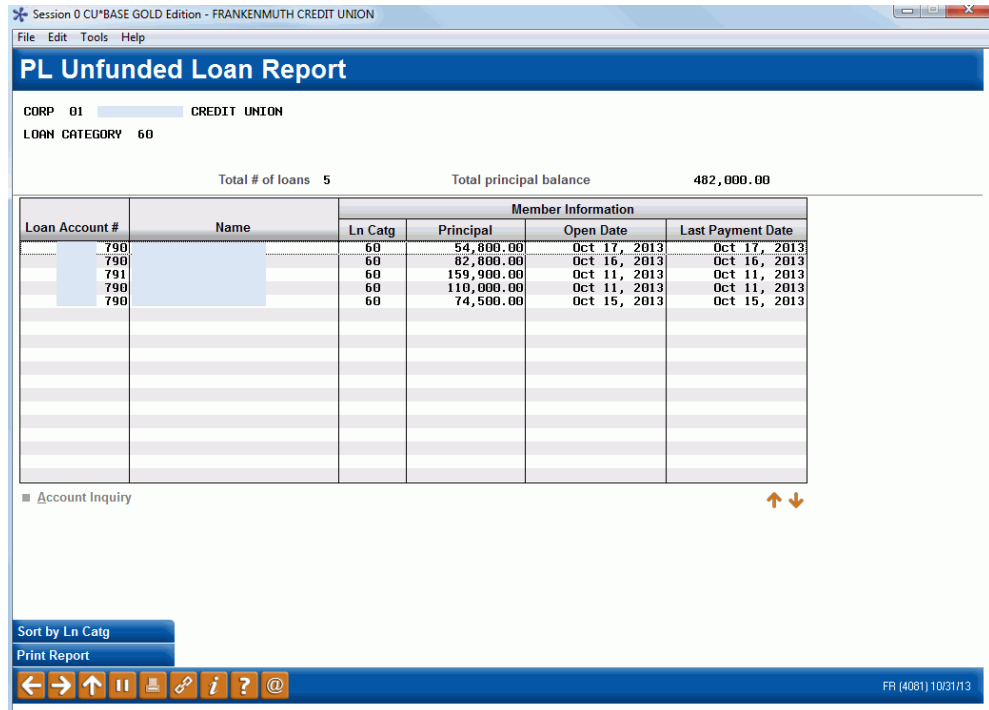 Session 0 CU*BASE GOLD Edition - FRANKENMUTH CREDIT UNION
File Edit Tools Help
PL Unfunded Loan Report
CORP 01 CREDIT UNION
LOAN CATEGORY 60
Total # of loans 5 Total principal balance 482,000.00
Member Information
Loan Account # Name Ln Catg Principal Open Date Last Payment Date
790 60 54,800.00 Oct 17, 2013 Oct 17, 2013
790 60 82,800.00 Oct 16, 2013 Oct 16, 2013
791 60 159,900.00 Oct 11, 2013 Oct 11, 2013
790 60 110,000.00 Oct 11, 2013 Oct 11, 2013
790 60 74,500.00 Oct 15, 2013 Oct 15, 2013
Account Inquiry
Sort by Ln Catg
Print Report
i ? @
FR (4081) 10/31/13